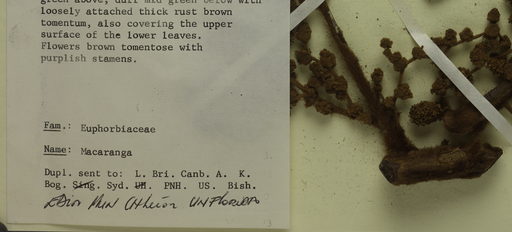 green above, dull mid green below with
loosely attached thick rust brown
tomentum, also covering the upper
surface of the lower leaves.
Flowers brown tomentose with
purplish stamens.
Fam.: Euphorbiaceae
Name: Macaranga
Dupl. sent to: L. Bri. Canb. A. K.
Bog. Sing. Syd. UH. PNH. US. Bish.